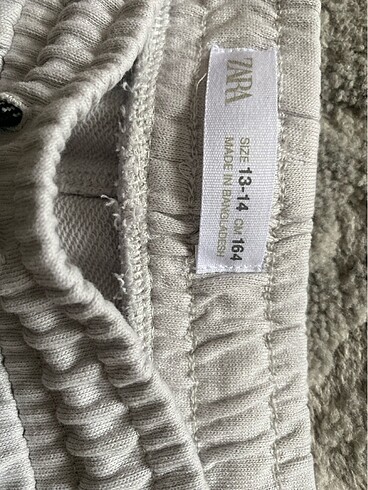 ZARA
SIZE 13-14 CM 164
MADE IN BANGLADESH